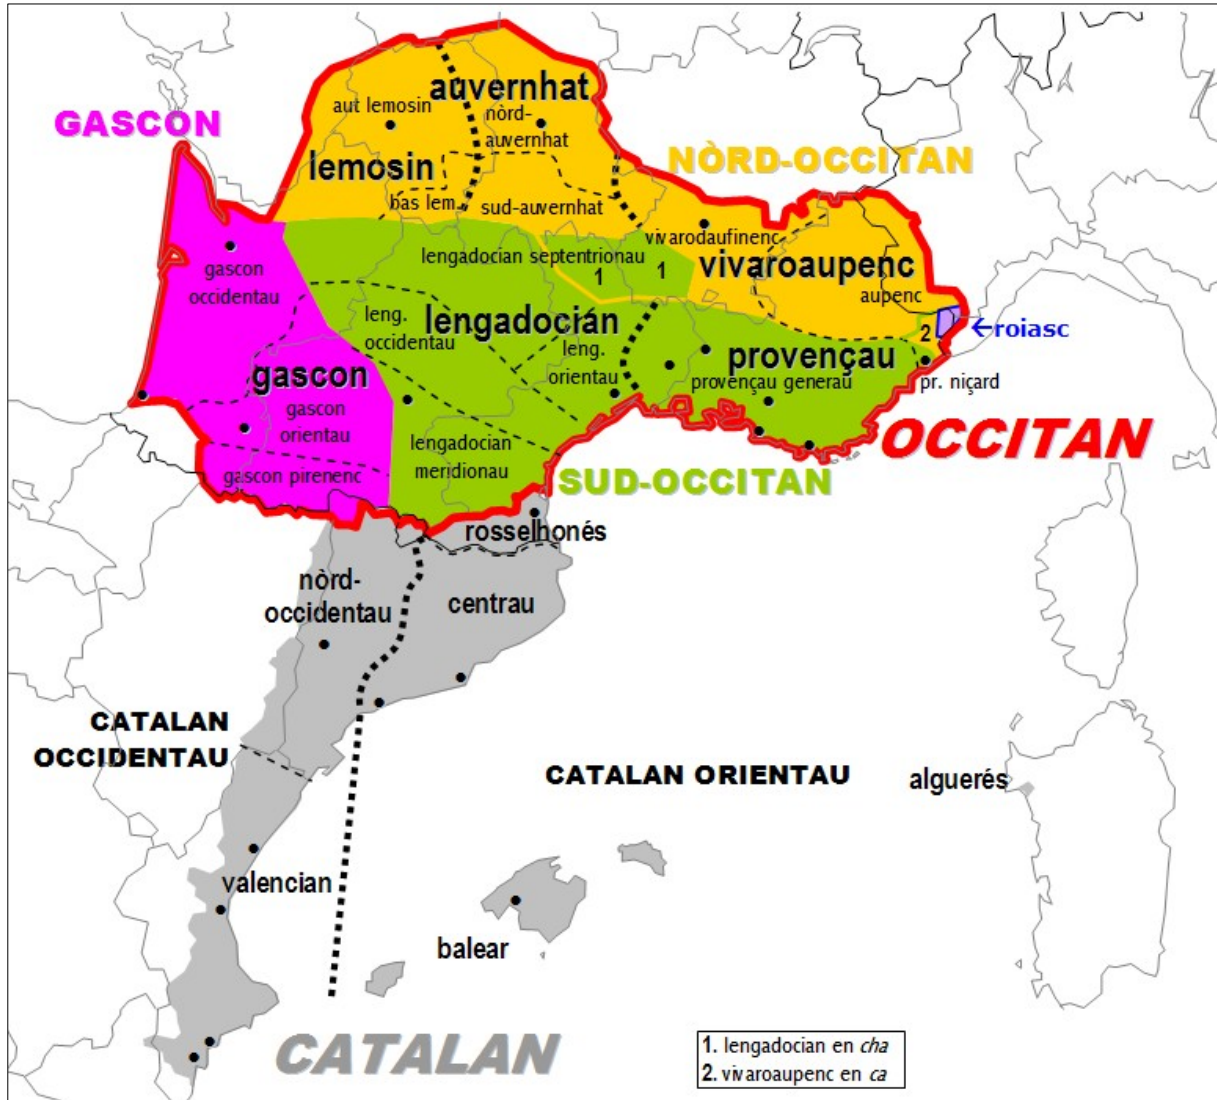 auvernhat
aut lemosin
nòrd-
auvernhat
GASCON
NÒRD-OCCITAN
lemosin
bas lem.
sud-auvernhat
vivarodaufinenc
gascon
occidentau
lengadocian septentrionau
1
1
vivaroaupenc
aupenc
leng.
occidentau
lengadocian
←roiasc
2
leng.
orientau
provençau
gascon
provençau generau
pr. niçard
gascon
orientau
OCCITAN
lengadocian
meridionau
gascon pirenenc
SUD-OCCITAN
rosselhonés
nòrd-
occidentau
centrau
CATALAN
OCCIDENTAU
CATALAN ORIENTAU
alguerés
valencian
balear
CATALAN
1. lengadocian en cha
2. vivaroaupenc en ca